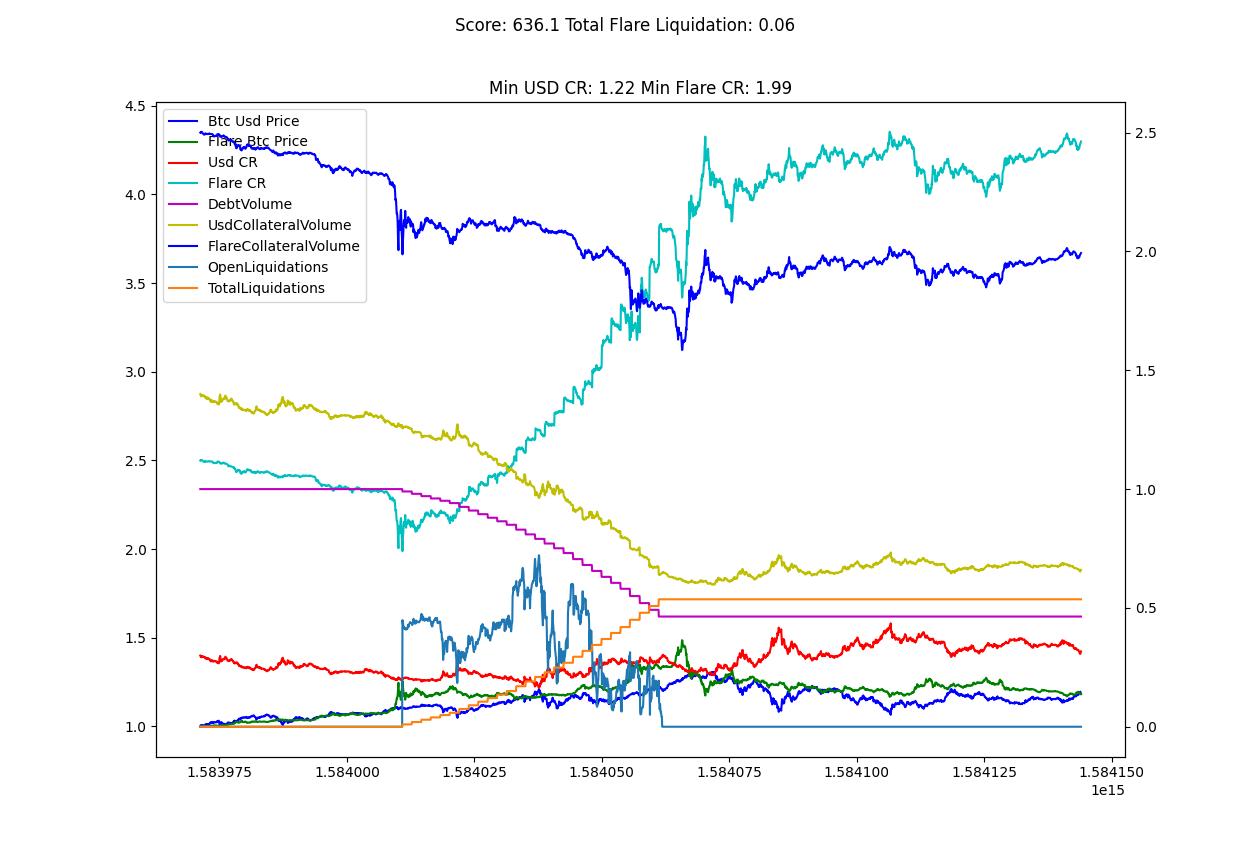 Score: 636.1 Total Flare Liquidation: 0.06
Min USD CR: 1.22 Min Flare CR: 1.99
Btc Usd Price
Flare Btc Price
Usd CR
Flare CR
DebtVolume
UsdCollateralVolume
FlareCollateralVolume
OpenLiquidations
TotalLiquidations
4.5
4.0
3.5
3.0
2.5
2.0
1.5
1.0
2.5
2.0
1.5
1.0
0.5
0.0
1.583975 1.584000 1.584025 1.584050 1.584075 1.584100 1.584125 1.584150
1e15